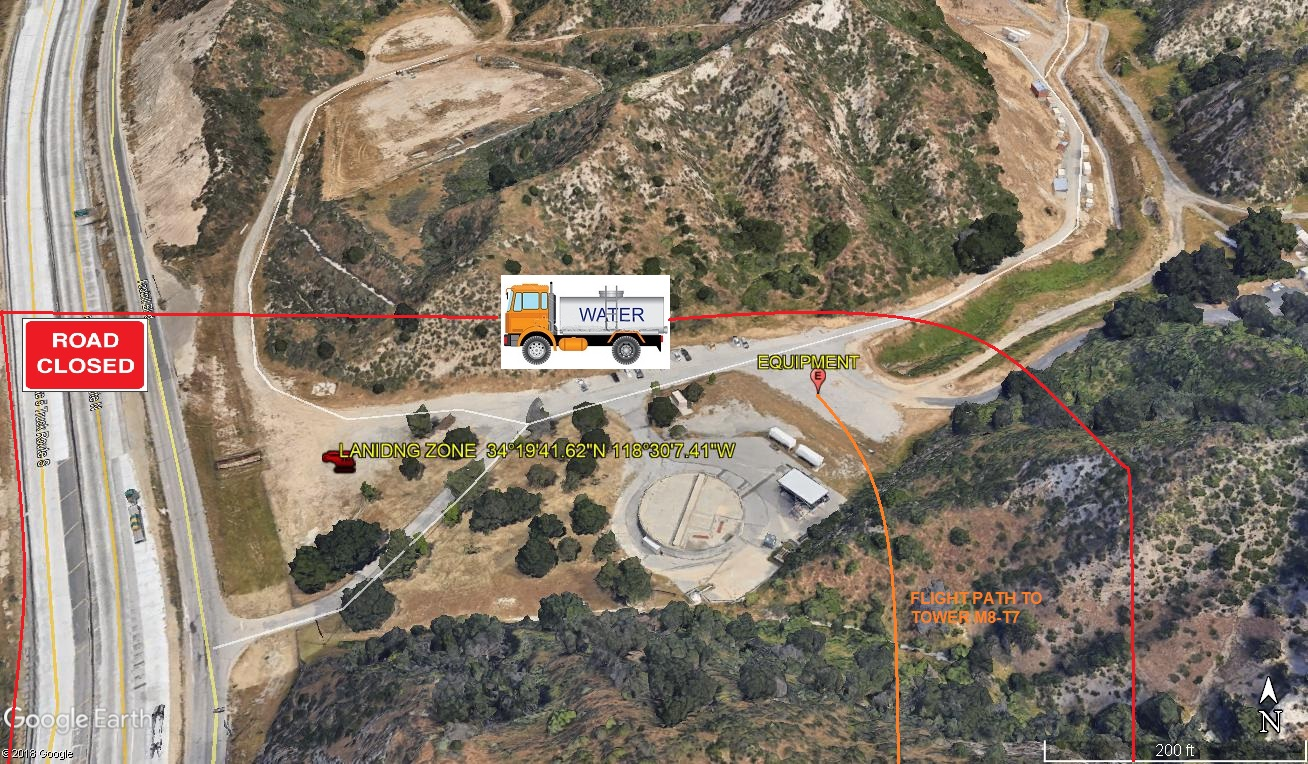 WATER
ROAD
CLOSED
EQUIPMENT
E
LANIDNG ZONE 34°19'41.62"N 118°30'7.41"W
FLIGHT PATH TO
TOWER M8-T7
Google Earth
© 2018 Google
N
200 ft